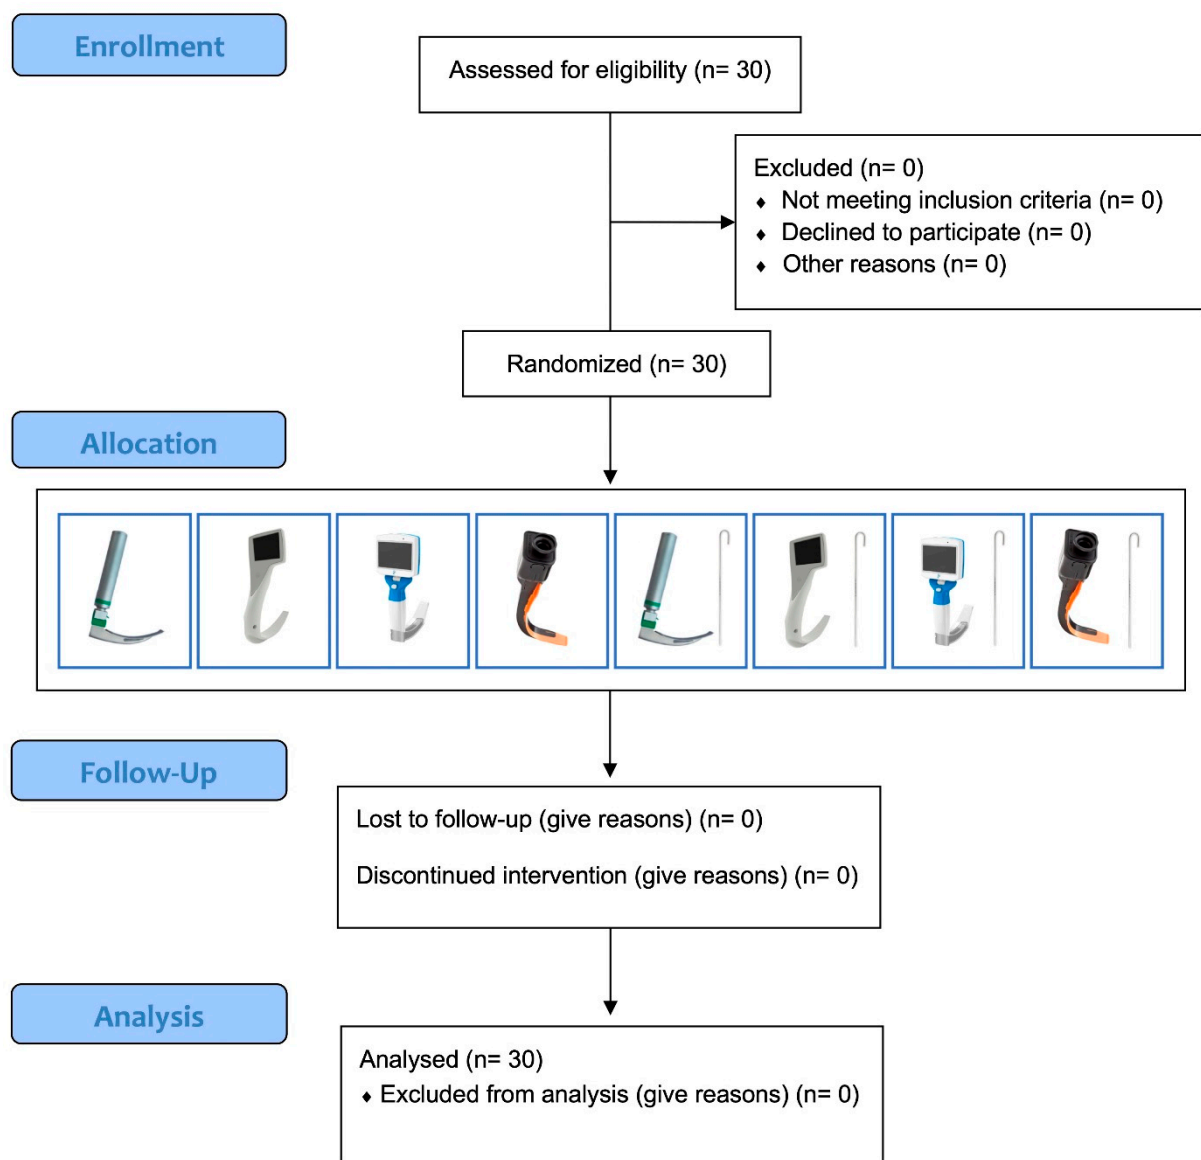 Enrollment
Assessed for eligibility (n= 30)
Excluded (n= 0)
♦ Not meeting inclusion criteria (n= 0)
♦ Declined to participate (n= 0)
♦ Other reasons (n= 0)
Randomized (n= 30)
Allocation
Follow-Up
Lost to follow-up (give reasons) (n= 0)
Discontinued intervention (give reasons) (n= 0)
Analysis
Analysed (n= 30)
♦ Excluded from analysis (give reasons) (n= 0)